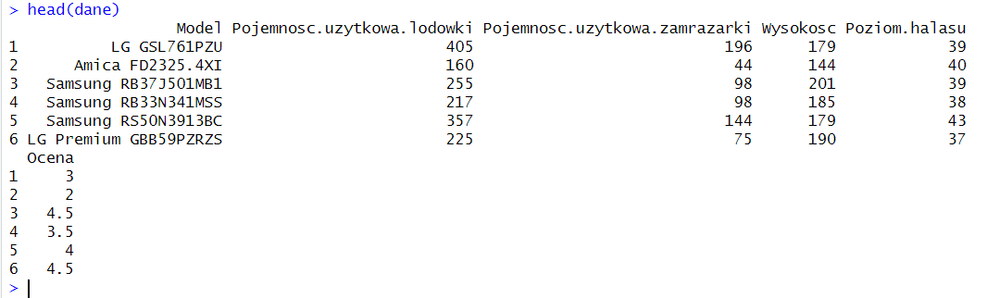 > head(dane)
Model Pojemnosc.uzytkowa.lodowki Pojemnosc.uzytkowa.zamrazarki Wysokosc Poziom.halasu
1 LG GSL761PZU 405 196 179 39
2 Amica FD2325.4XI 160 44 144 40
3 Samsung RB37J501MB1 255 98 201 39
4 Samsung RB33N341MSS 217 98 185 38
5 Samsung RS50N3913BC 357 144 179 43
6 LG Premium GBB59PZRZS 225 75 190 37
Ocena
1 3
2 2
3 4.5
4 3.5
5 4
6 4.5
>